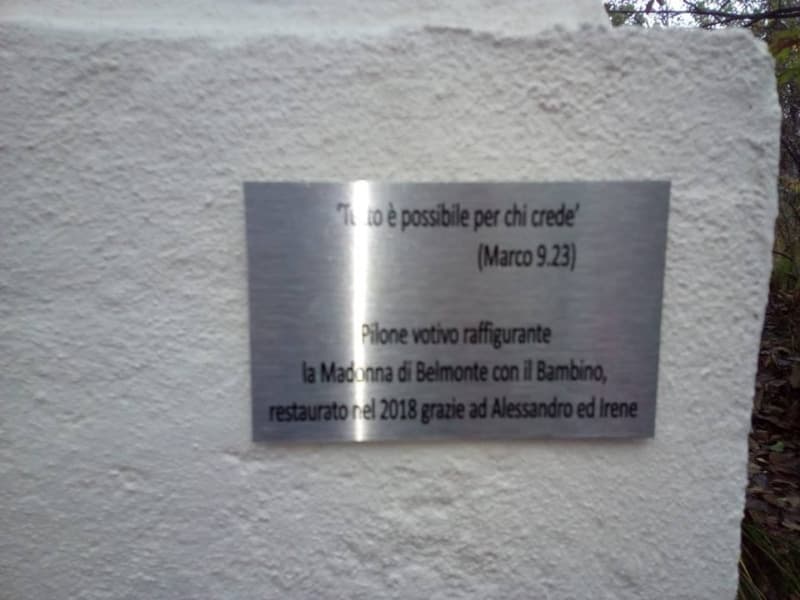 'Tutto è possibile per chi crede'
(Marco 9.23)
Pilone votivo raffigurante
la Madonna di Belmonte con il Bambino,
restaurato nel 2018 grazie ad Alessandro ed Irene